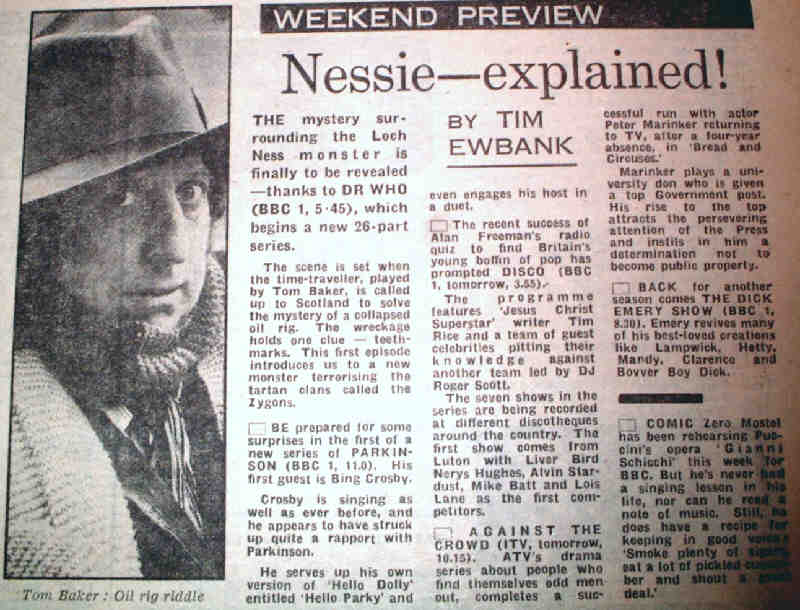 WEEKEND PREVIEW
Nessie—explained!
THE mystery sur-
rounding the Loch
Ness monster is
finally to be revealed
—thanks to DR WHO
(BBC 1, 5·45), which
begins a new 26-part
series.
The scene is set when
the time-traveller, played
by Tom Baker, is called
up to Scotland to solve
the mystery of a collapsed
oil rig. The wreckage
holds one clue — teeth-
marks. This first episode
introduces us to a new
monster terrorising the
tartan clans called the
Zygons.
BE prepared for some
surprises in the first of a
new series of PARKIN-
SON (BBC 1, 11.0). His
first guest is Bing Crosby.
Crosby is singing as
well as ever before, and
he appears to have struck
up quite a rapport with
Parkinson.
He serves up his own
version of 'Hello Dolly'
entitled 'Hello Parky' and
BY TIM
EWBANK
even engages his host in
a duet.
The recent success of
Alan Freeman's radio
quiz to find Britain's
young boffin of pop has
prompted DISCO (BBC
1, tomorrow, 3.55).
The programme
features 'Jesus Christ
Superstar' writer Tim
Rice and a team of guest
celebrities pitting their
knowledge against
another team led by DJ
Roger Scott.
The seven shows in the
series are being recorded
at different discotheques
around the country. The
first show comes from
Luton with Liver Bird
Nerys Hughes, Alvin Star-
dust, Mike Batt and Lois
Lane as the first com-
petitors.
AGAINST THE
CROWD (ITV, tomorrow,
10.15). ATV's drama
series about people who
find themselves odd men
out, completes a suc-
cessful run with actor
Peter Marinker returning
to TV, after a four-year
absence, in 'Bread and
Circuses.'
Marinker plays a uni-
versity don who is given
a top Government post.
His rise to the top
attracts the persevering
attention of the Press
and instils in him a
determination not to
become public property.
BACK for another
season comes THE DICK
EMERY SHOW (BBC 1,
8.30). Emery revives many
of his best-loved creations
like Lampwick, Hetty,
Mandy, Clarence and
Bovver Boy Dick.
COMIC Zero Mostel
has been rehearsing Puc-
cini's opera 'Gianni
Schicchi' this week for
BBC. But he's never had
a singing lesson in his
life, nor can he read a
note of music. Still, he
does have a recipe for
keeping in good voice:
'Smoke plenty of cigars,
eat a lot of pickled cucum-
ber and shout a good
deal.'
Tom Baker : Oil rig riddle